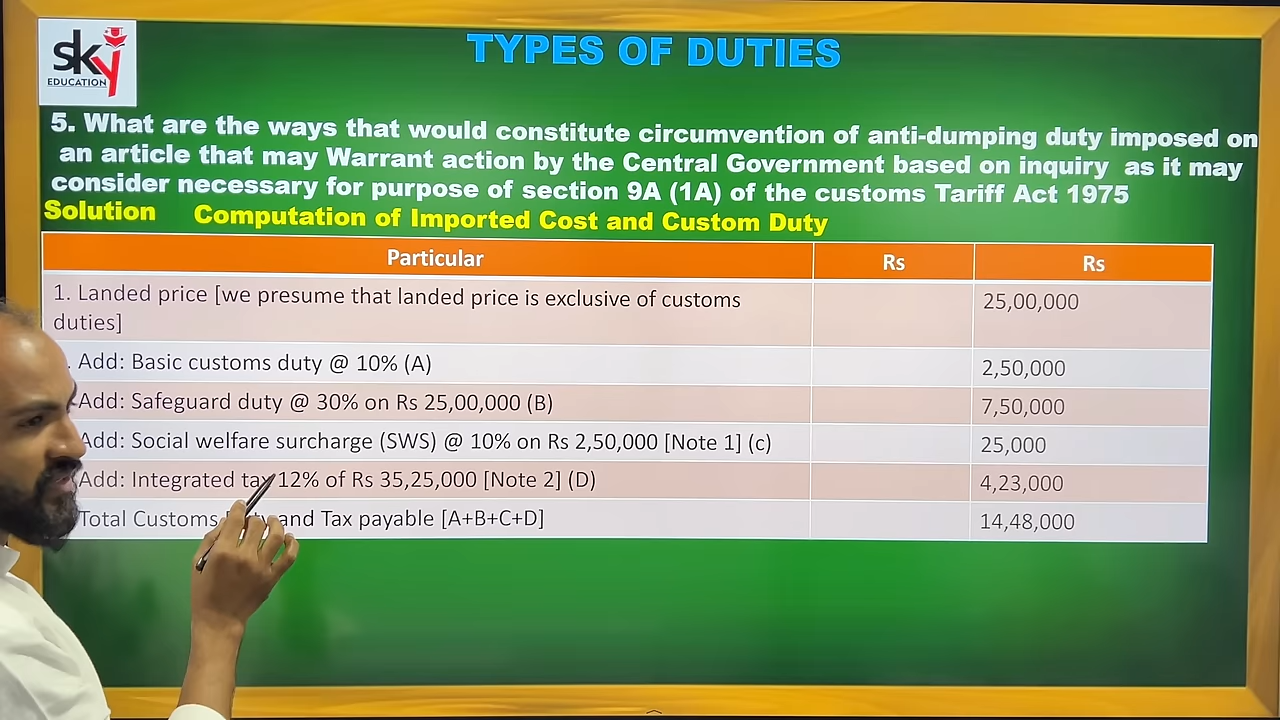 sky
EDUCATION
TYPES OF DUTIES
5. What are the ways that would constitute circumvention of anti-dumping duty imposed on
an article that may Warrant action by the Central Government based on inquiry as it may
consider necessary for purpose of section 9A (1A) of the customs Tariff Act 1975
Solution Computation of Imported Cost and Custom Duty
Particular Rs Rs
1. Landed price [we presume that landed price is exclusive of customs 25,00,000
duties]
Add: Basic customs duty @ 10% (A) 2,50,000
Add: Safeguard duty @ 30% on Rs 25,00,000 (B) 7,50,000
Add: Social welfare surcharge (SWS) @ 10% on Rs 2,50,000 [Note 1] (c) 25,000
Add: Integrated tax 12% of Rs 35,25,000 [Note 2] (D) 4,23,000
Total Customs and Tax payable [A+B+C+D] 14,48,000